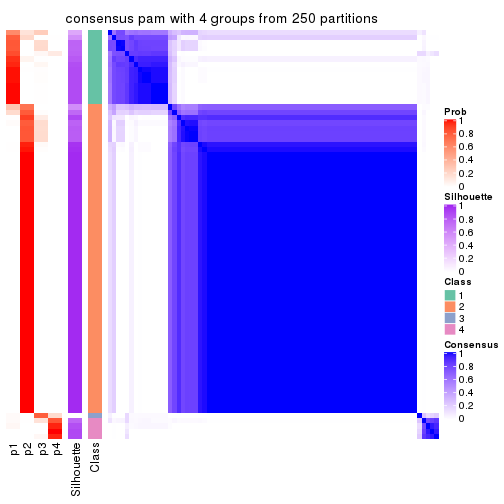 consensus pam with 4 groups from 250 partitions
Prob
1
0.8
0.6
0.4
0.2
0
Silhouette
1
0.8
0.6
0.4
0.2
0
Class
1
2
3
4
Consensus
1
0.8
0.6
0.4
0.2
0
p1
p2
p3
p4
Silhouette
Class